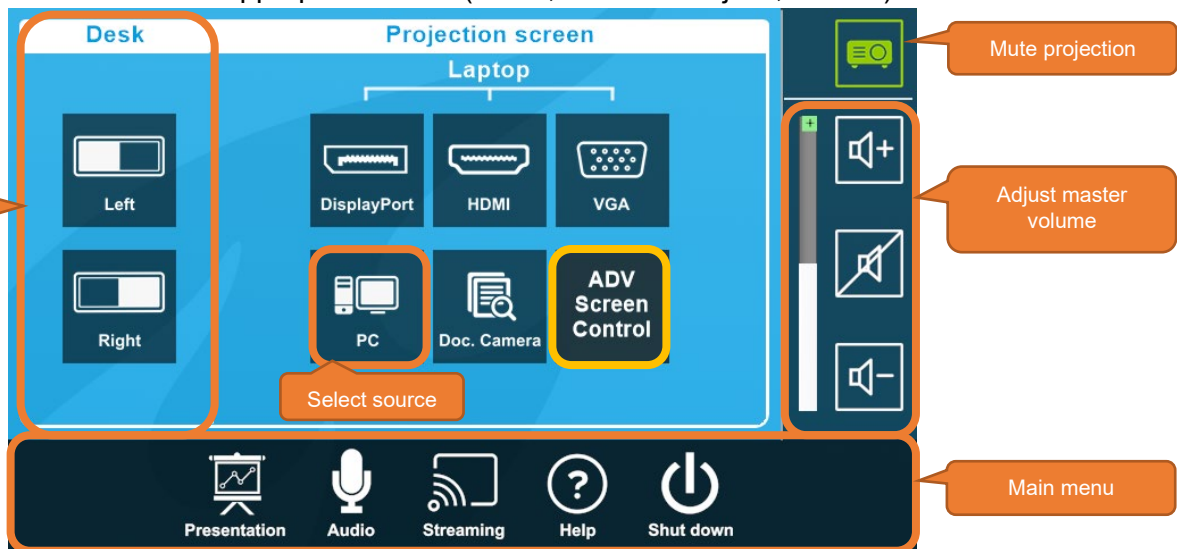 Desk
Projection screen
Mute projection
Laptop
Left
DisplayPort
HDMI
VGA
Adjust master
volume
Right
PC
Doc. Camera
ADV
Screen
Control
Select source
Main menu
Presentation
Audio
Streaming
Help
Shut down